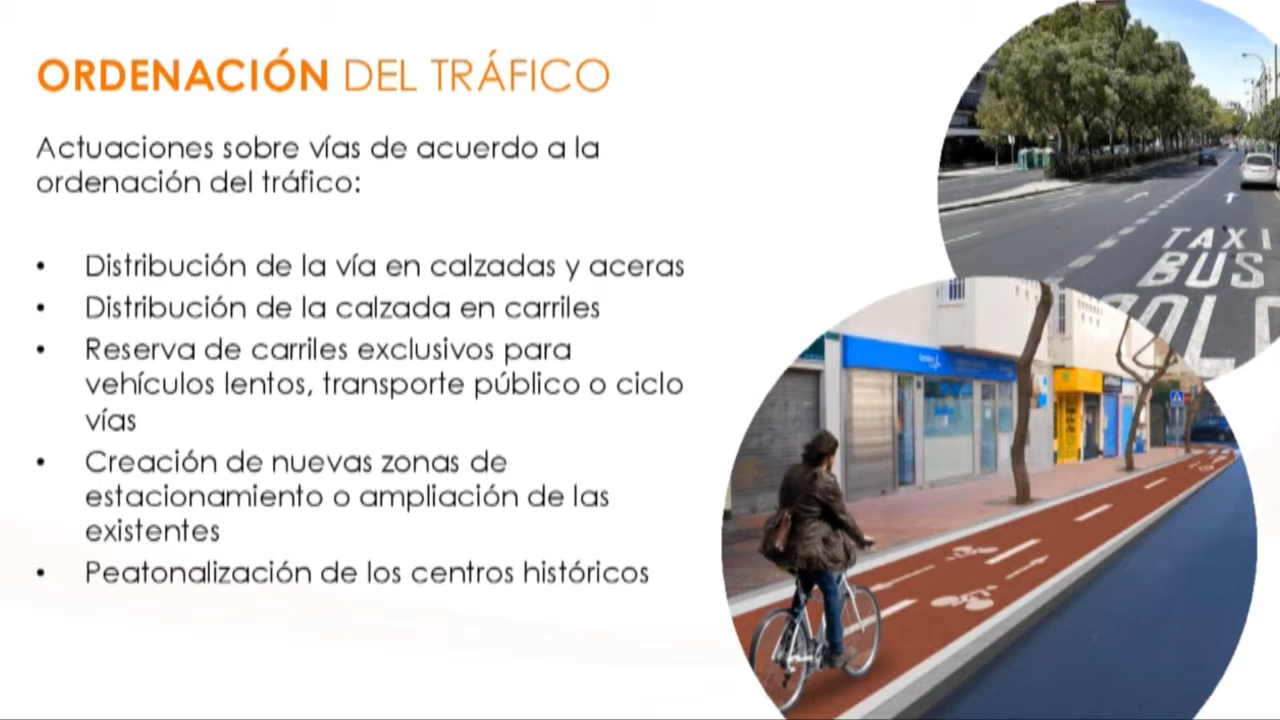 ORDENACIÓN DEL TRÁFICO
Actuaciones sobre vías de acuerdo a la
ordenación del tráfico:
• Distribución de la vía en calzadas y aceras
• Distribución de la calzada en carriles
• Reserva de carriles exclusivos para
vehículos lentos, transporte público o ciclo
vías
• Creación de nuevas zonas de
estacionamiento o ampliación de las
existentes
• Peatonalización de los centros históricos
TAXI
BUS